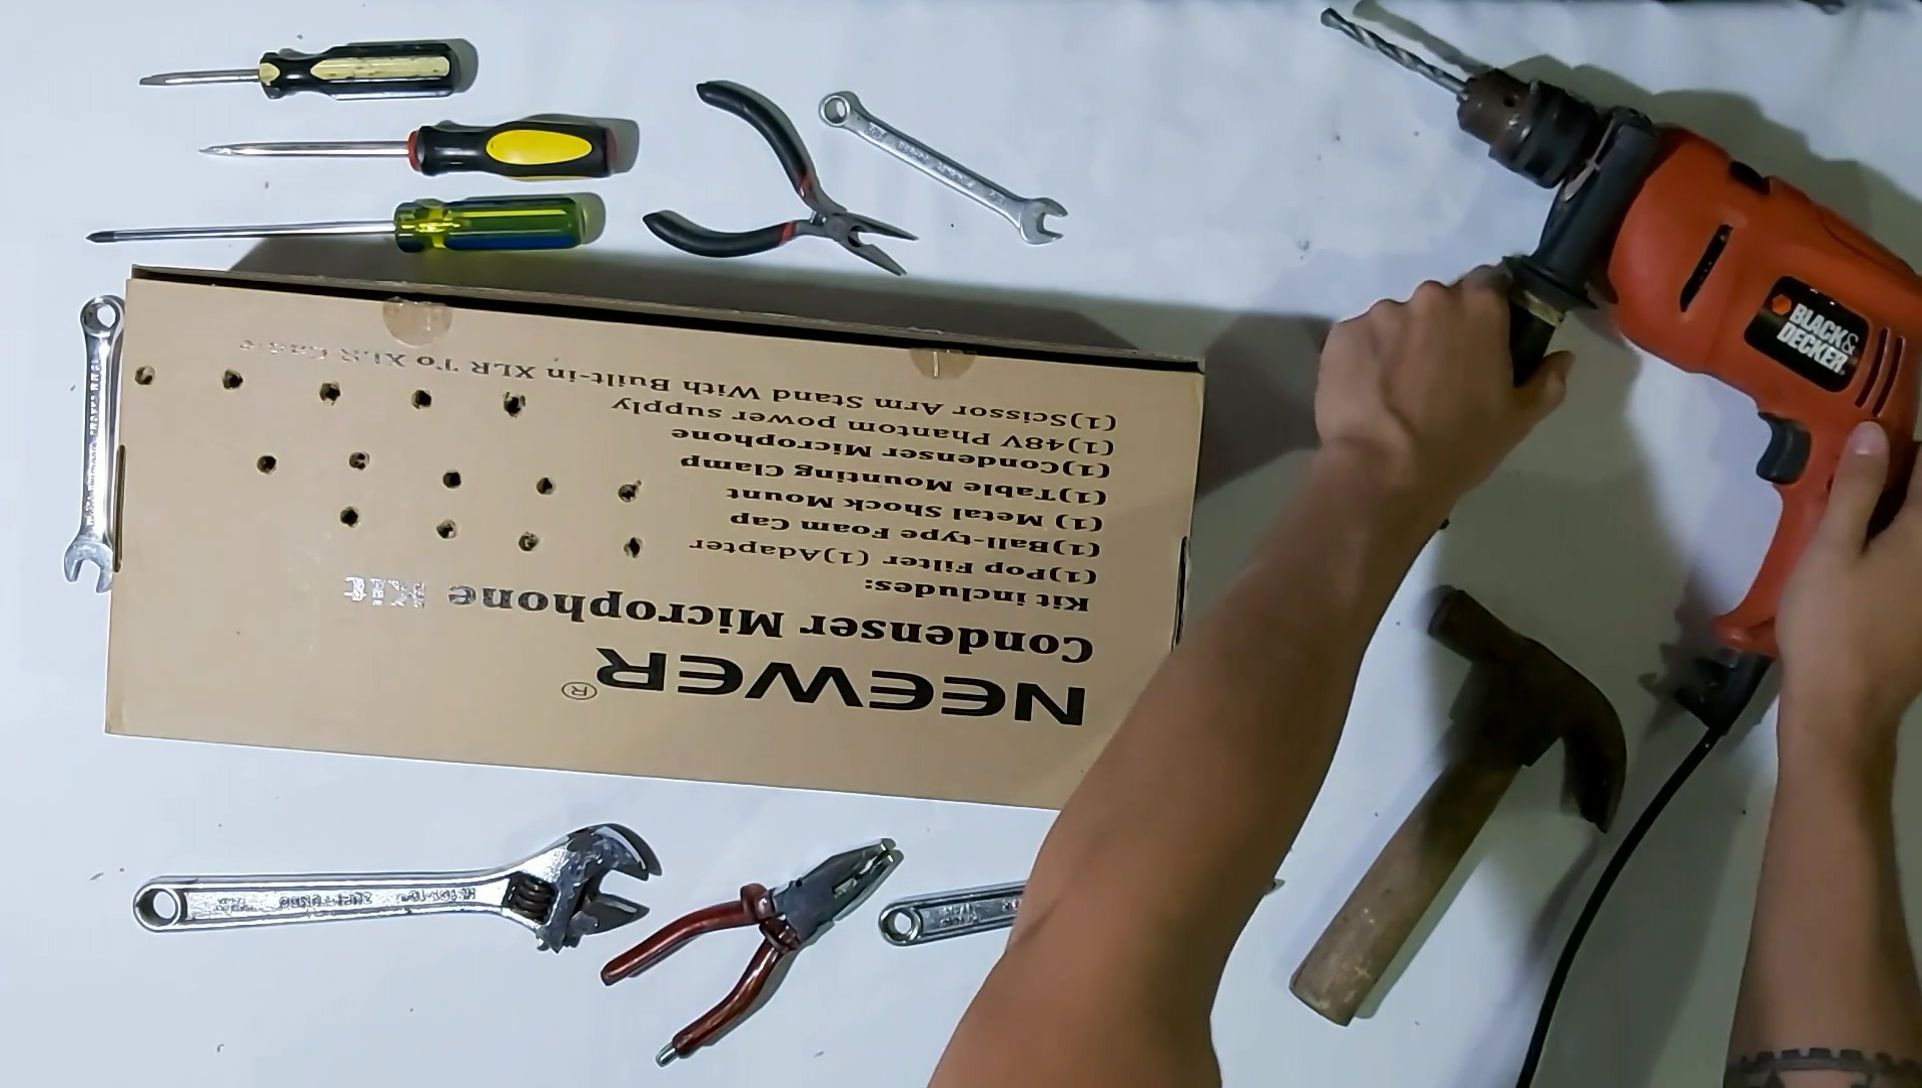 NEEWER®
Condenser Microphone Kit
Kit includes:
(1)Pop Filter (1)Adapter
(1)Ball-type Foam Cap
(1) Metal Shock Mount
(1)Table Mounting Clamp
(1)Condenser Microphone
(1)48V Phantom power supply
(1)Scissor Arm Stand With Built-in XLR To XLR Cable
BLACK&
DECKER